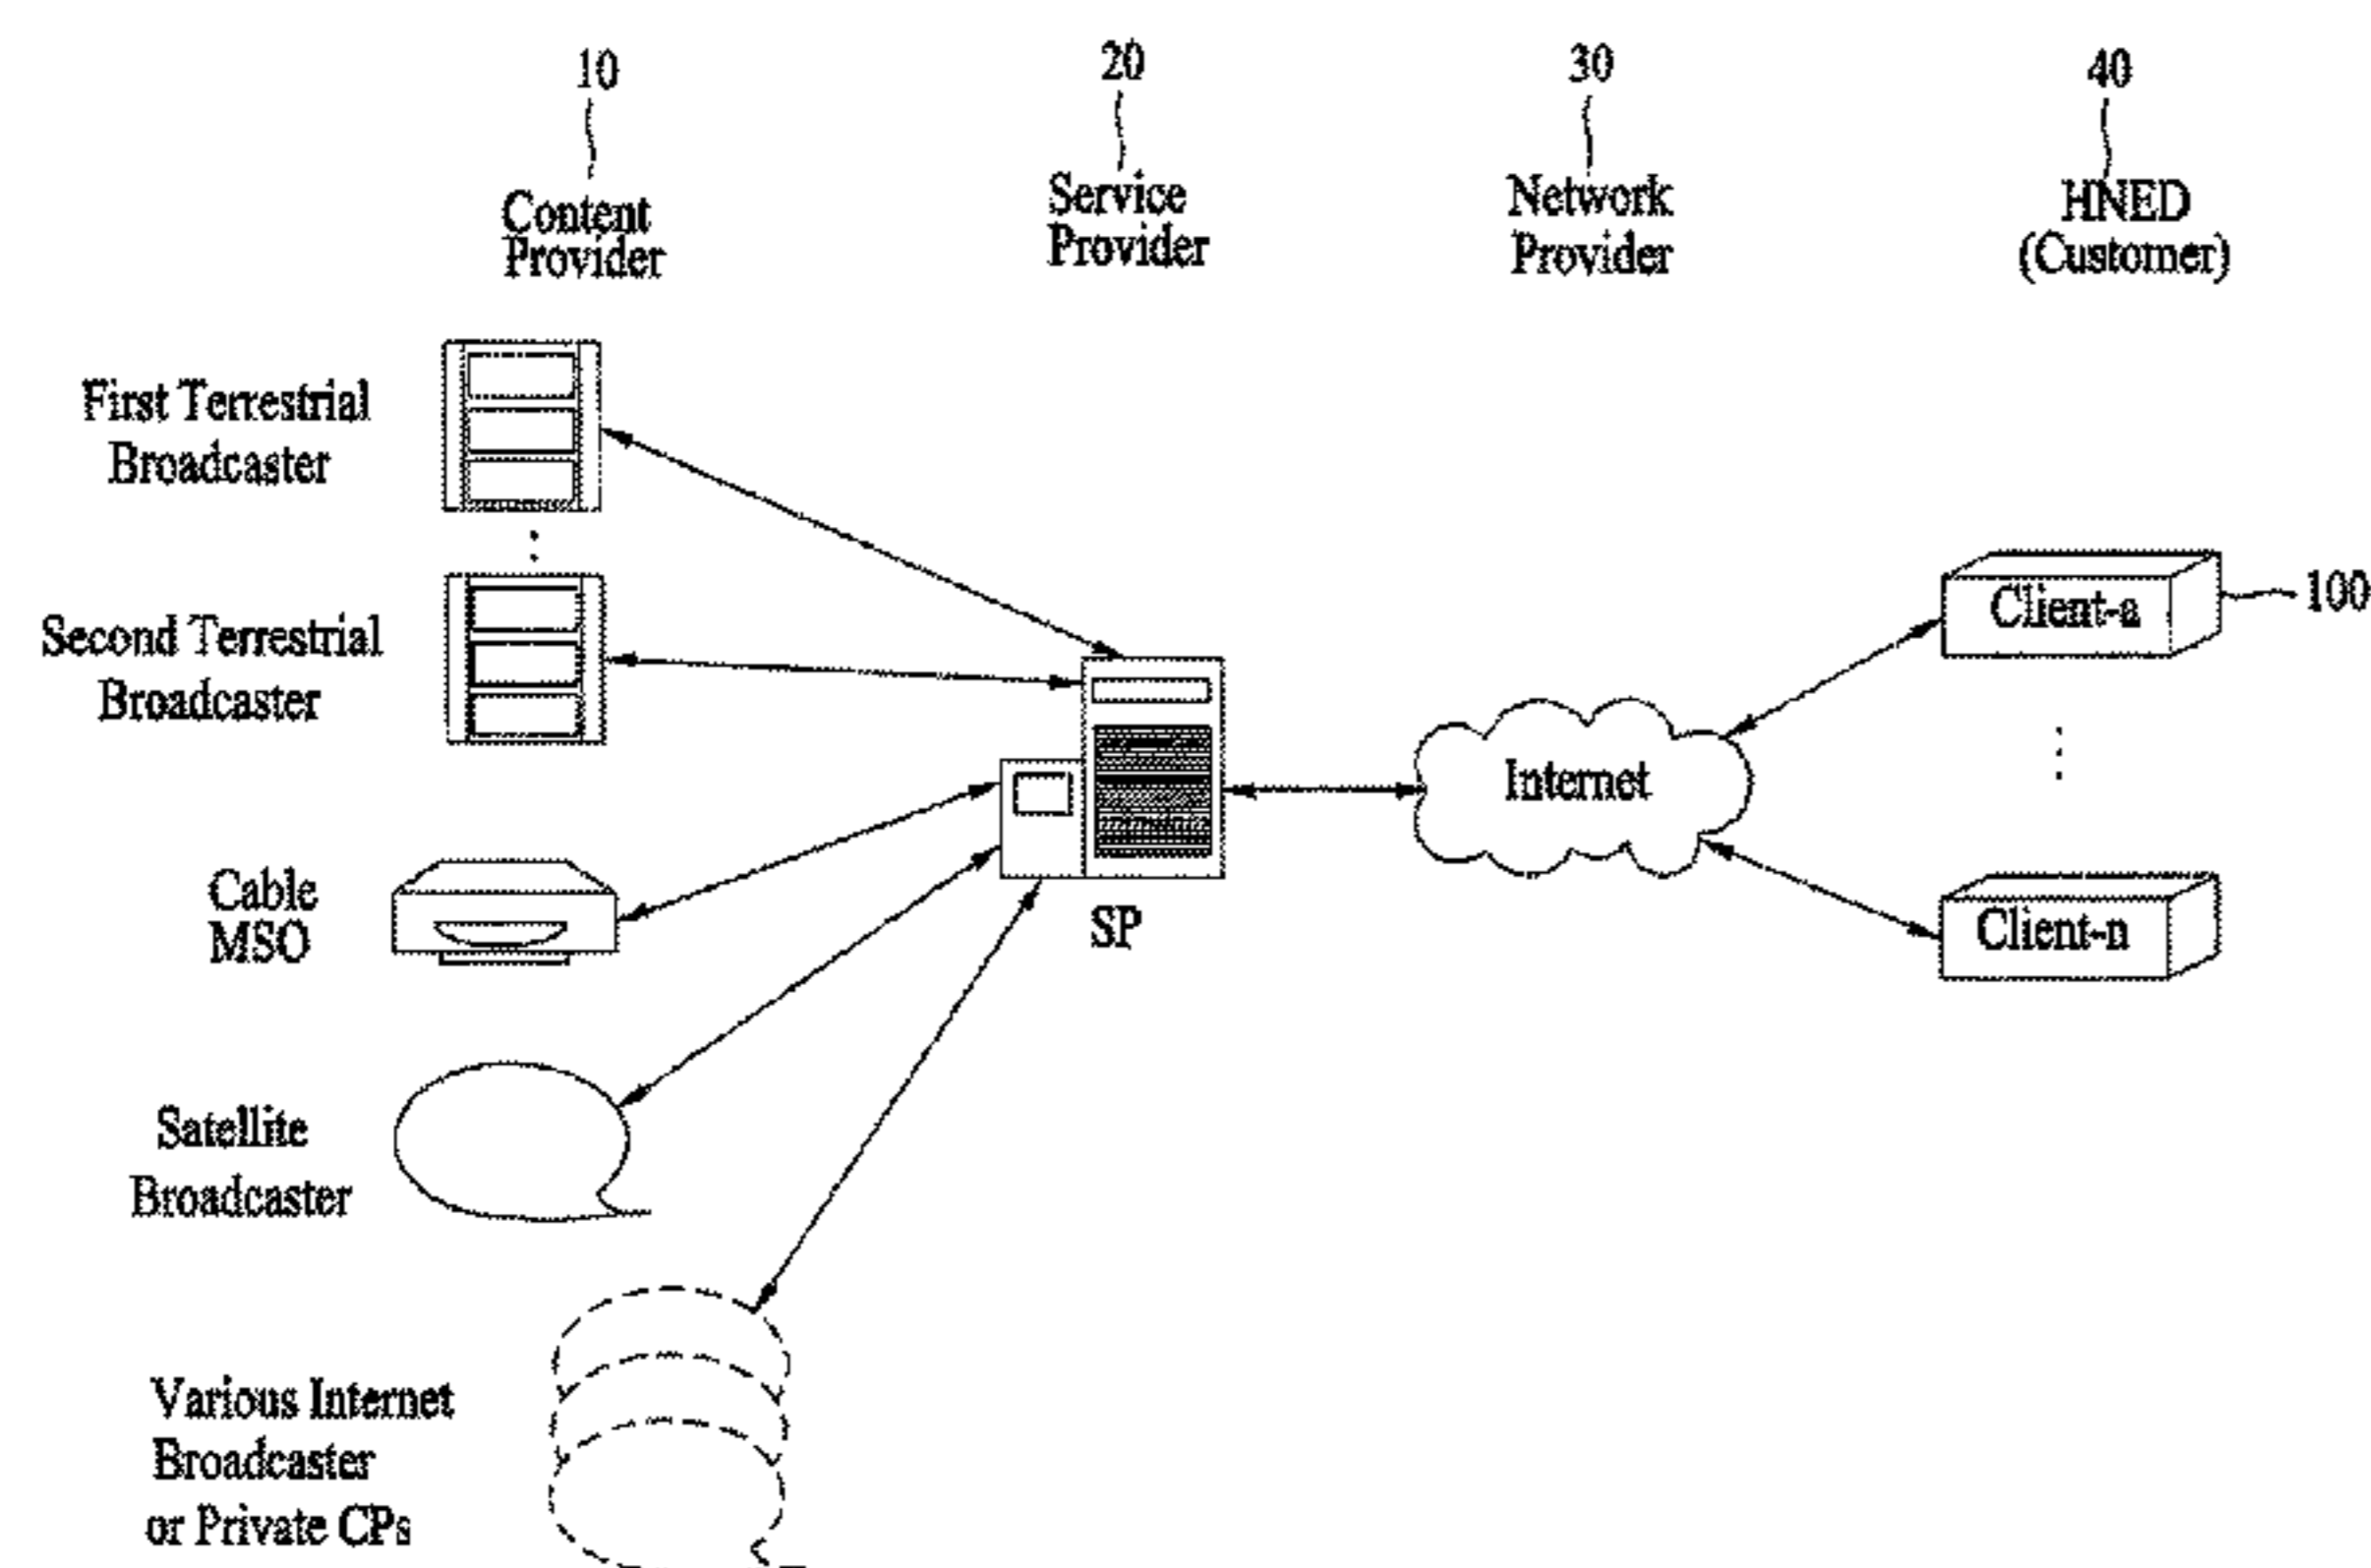 10
20
30
40
Content
Provider
Service
Provider
Network
Provider
HNED
(Customer)
First Terrestrial
Broadcaster
Second Terrestrial
Broadcaster
Client-a
100
Internet
Cable
MSO
SP
Client-n
Satellite
Broadcaster
Various Internet
Broadcaster
or Private CPs